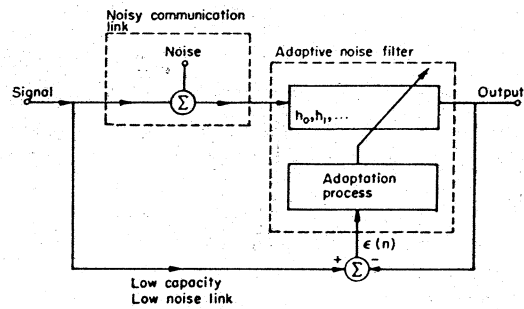 Noisy communication
link
Noise
Adaptive noise filter
Signal
Σ
Output
h₀,h₁,...
Adaptation
process
ϵ(n)
+
Σ
−
Low capacity
Low noise link